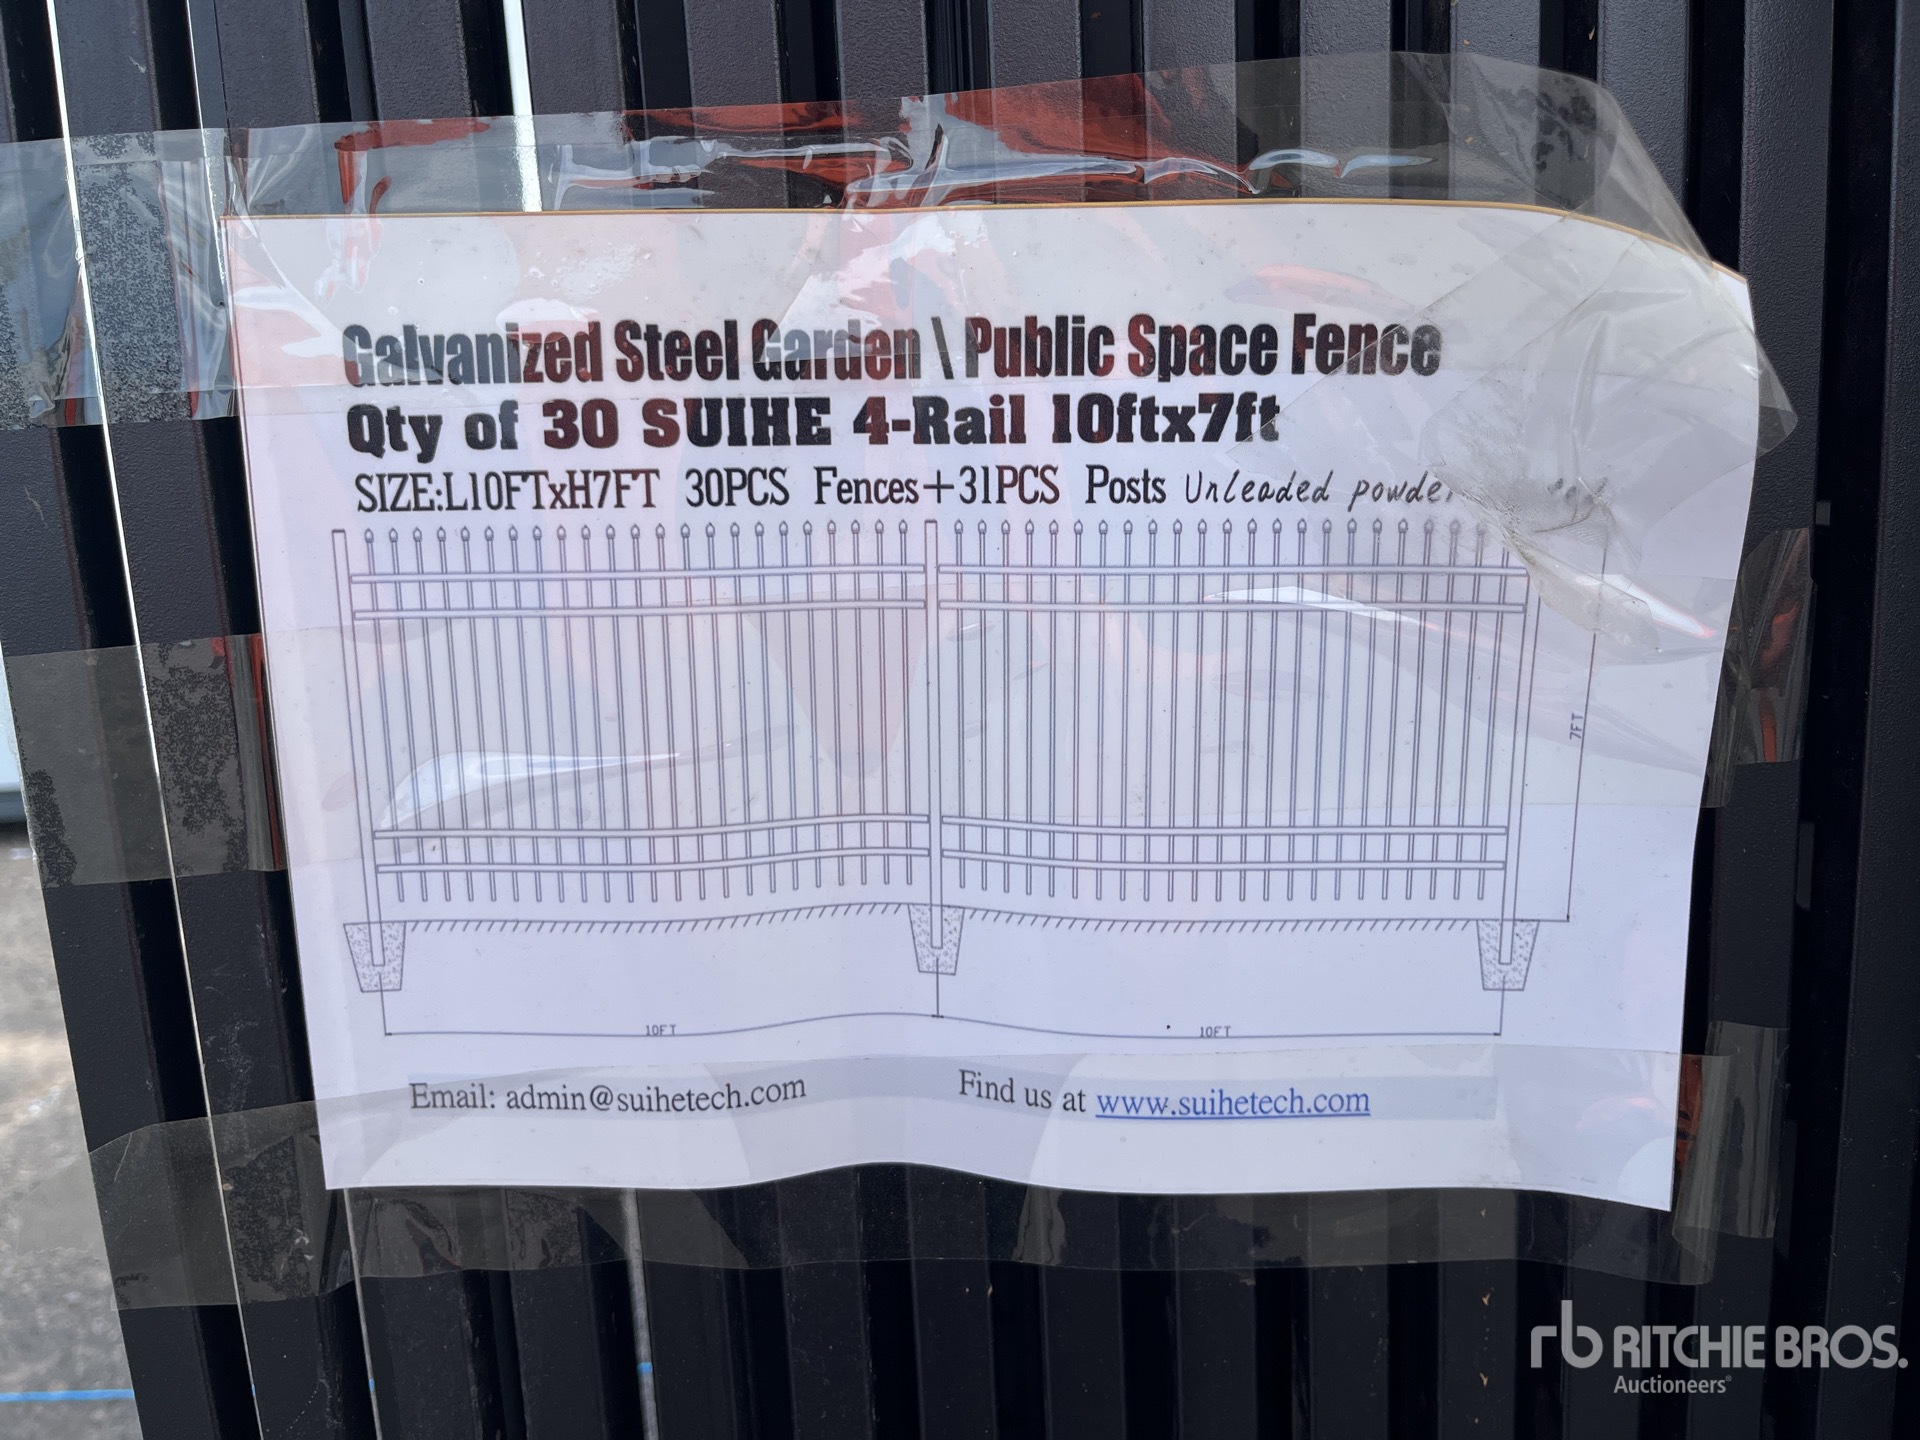 Galvanized Steel Garden \ Public Space Fence
Qty of 30 SUIHE 4-Rail 10ftx7ft
SIZE:L10FTxH7FT 30PCS Fences+31PCS Posts Unleaded powder
7FT
10FT 10FT
Email: admin@suihetech.com Find us at www.suihetech.com
rb RITCHIE BROS.
Auctioneers